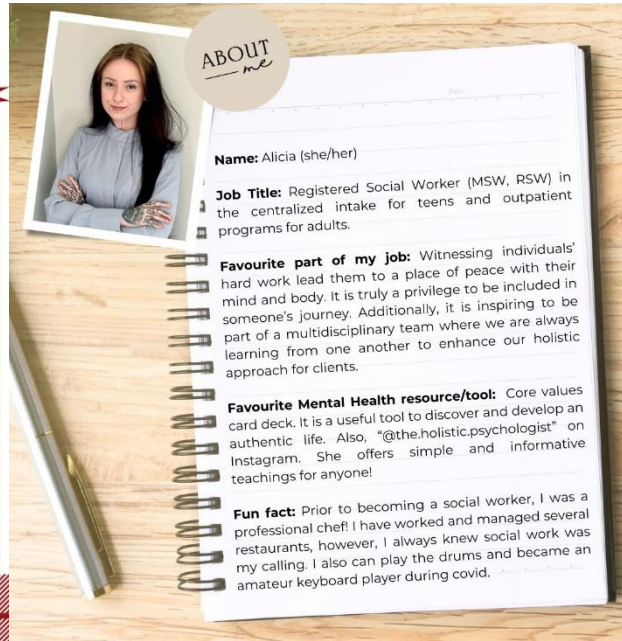 ABOUT
me
Name: Alicia (she/her)
Job Title: Registered Social Worker (MSW, RSW) in
the centralized intake for teens and outpatient
programs for adults.
Favourite part of my job: Witnessing individuals'
hard work lead them to a place of peace with their
mind and body. It is truly a privilege to be included in
someone's journey. Additionally, it is inspiring to be
part of a multidisciplinary team where we are always
learning from one another to enhance our holistic
approach for clients.
Favourite Mental Health resource/tool: Core values
card deck. It is a useful tool to discover and develop an
authentic life. Also, "@the.holistic.psychologist" on
Instagram. She offers simple and informative
teachings for anyone!
Fun fact: Prior to becoming a social worker, I was a
professional chef! I have worked and managed several
restaurants, however, I always knew social work was
my calling. I also can play the drums and became an
amateur keyboard player during covid.